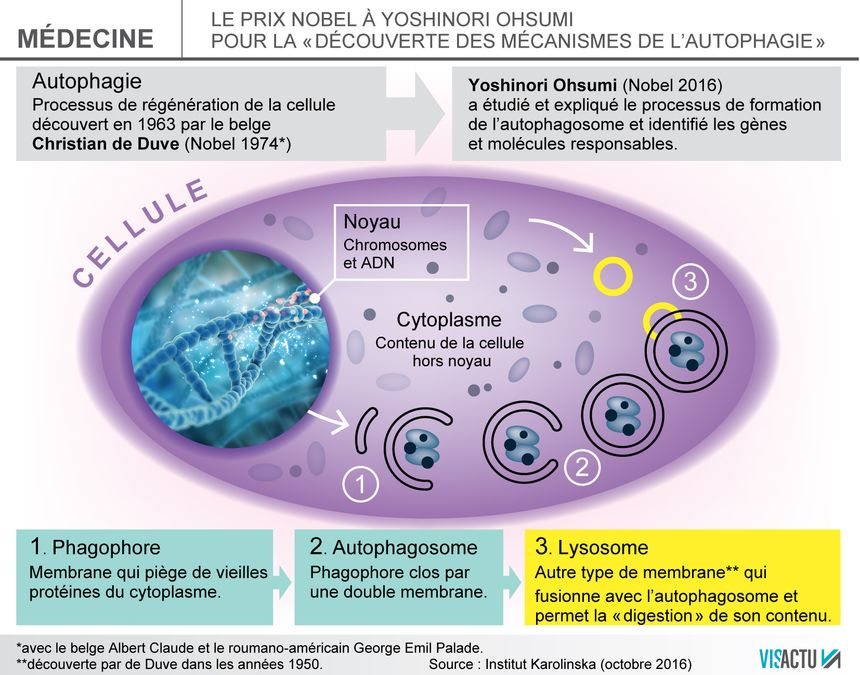 MÉDECINE
LE PRIX NOBEL À YOSHINORI OHSUMI
POUR LA « DÉCOUVERTE DES MÉCANISMES DE L'AUTOPHAGIE »
Autophagie
Processus de régénération de la cellule
découvert en 1963 par le belge
Christian de Duve (Nobel 1974*)
Yoshinori Ohsumi (Nobel 2016)
a étudié et expliqué le processus de formation
de l'autophagosome et identifié les gènes
et molécules responsables.
CELLULE
Noyau
Chromosomes
et ADN
Cytoplasme
Contenu de la cellule
hors noyau
3
2
1
1. Phagophore
Membrane qui piège de vieilles
protéines du cytoplasme.
2. Autophagosome
Phagophore clos par
une double membrane.
3. Lysosome
Autre type de membrane** qui
fusionne avec l'autophagosome et
permet la « digestion » de son contenu.
*avec le belge Albert Claude et le roumano-américain George Emil Palade.
**découverte par de Duve dans les années 1950.
Source : Institut Karolinska (octobre 2016)
VISACTU